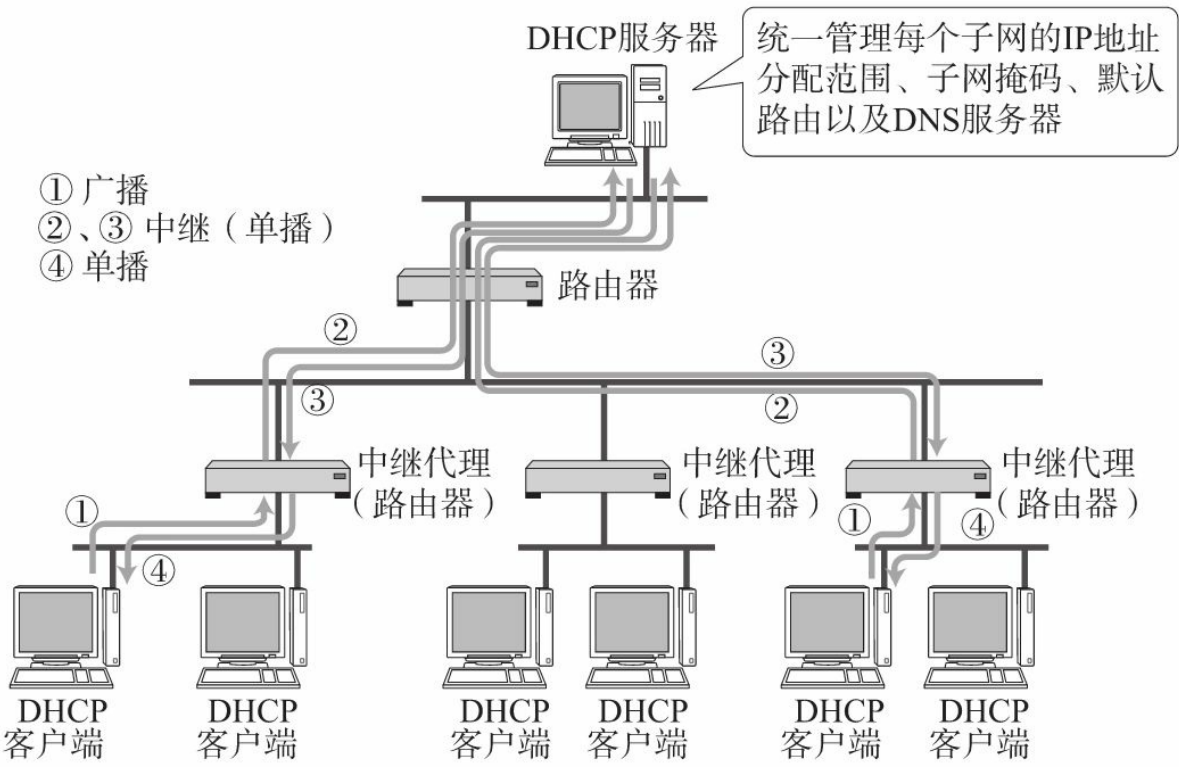 DHCP服务器
统一管理每个子网的IP地址
分配范围、子网掩码、默认
路由以及DNS服务器
① 广播
②、③ 中继（单播）
④ 单播
路由器
②
③
③
②
中继代理
（路由器）
中继代理
（路由器）
中继代理
（路由器）
①
④
①
④
DHCP
客户端
DHCP
客户端
DHCP
客户端
DHCP
客户端
DHCP
客户端
DHCP
客户端